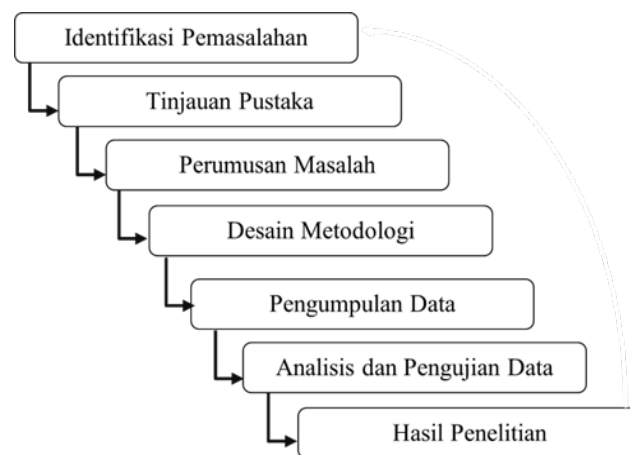 Identifikasi Pemasalahan
Tinjauan Pustaka
Perumusan Masalah
Desain Metodologi
Pengumpulan Data
Analisis dan Pengujian Data
Hasil Penelitian